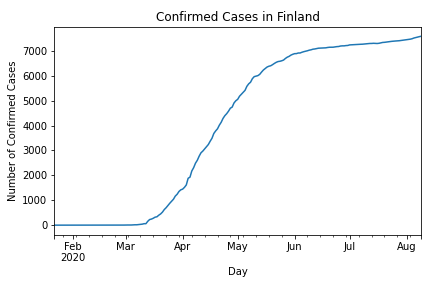 Confirmed Cases in Finland
Number of Confirmed Cases
7000
6000
5000
4000
3000
2000
1000
0
Feb Mar Apr May Jun Jul Aug
2020
Day